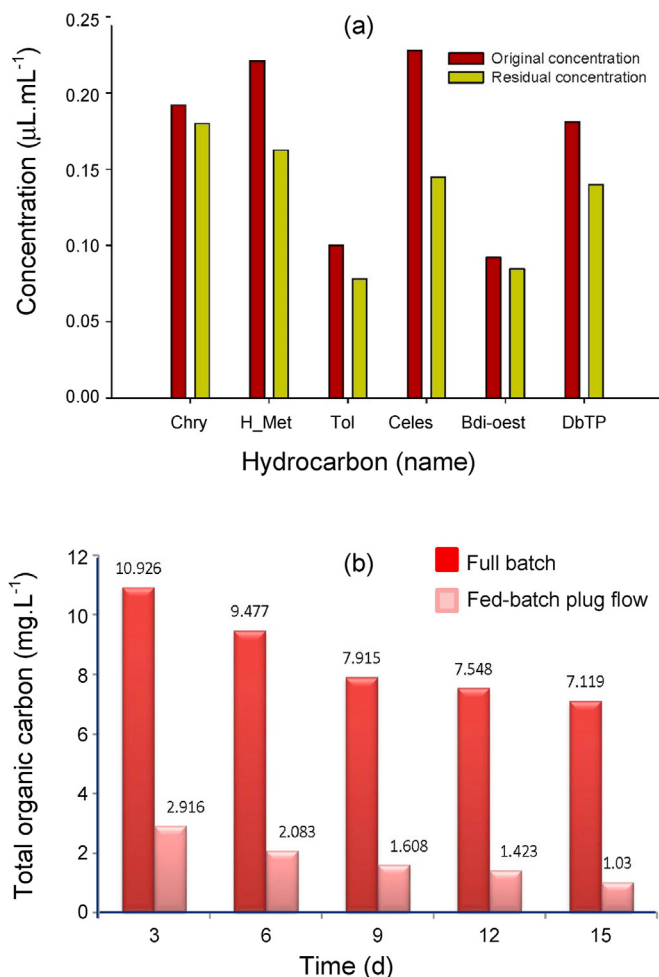 (a)
Original concentration
Residual concentration
Concentration (μL.mL⁻¹)
0.25
0.20
0.15
0.10
0.05
0.00
Chry H_Met Tol Celes Bdi-oest DbTP
Hydrocarbon (name)
(b)
Full batch
Fed-batch plug flow
Total organic carbon (mg.L⁻¹)
12
10
8
6
4
2
0
10.926
9.477
7.915
7.548
7.119
2.916
2.083
1.608
1.423
1.03
3 6 9 12 15
Time (d)